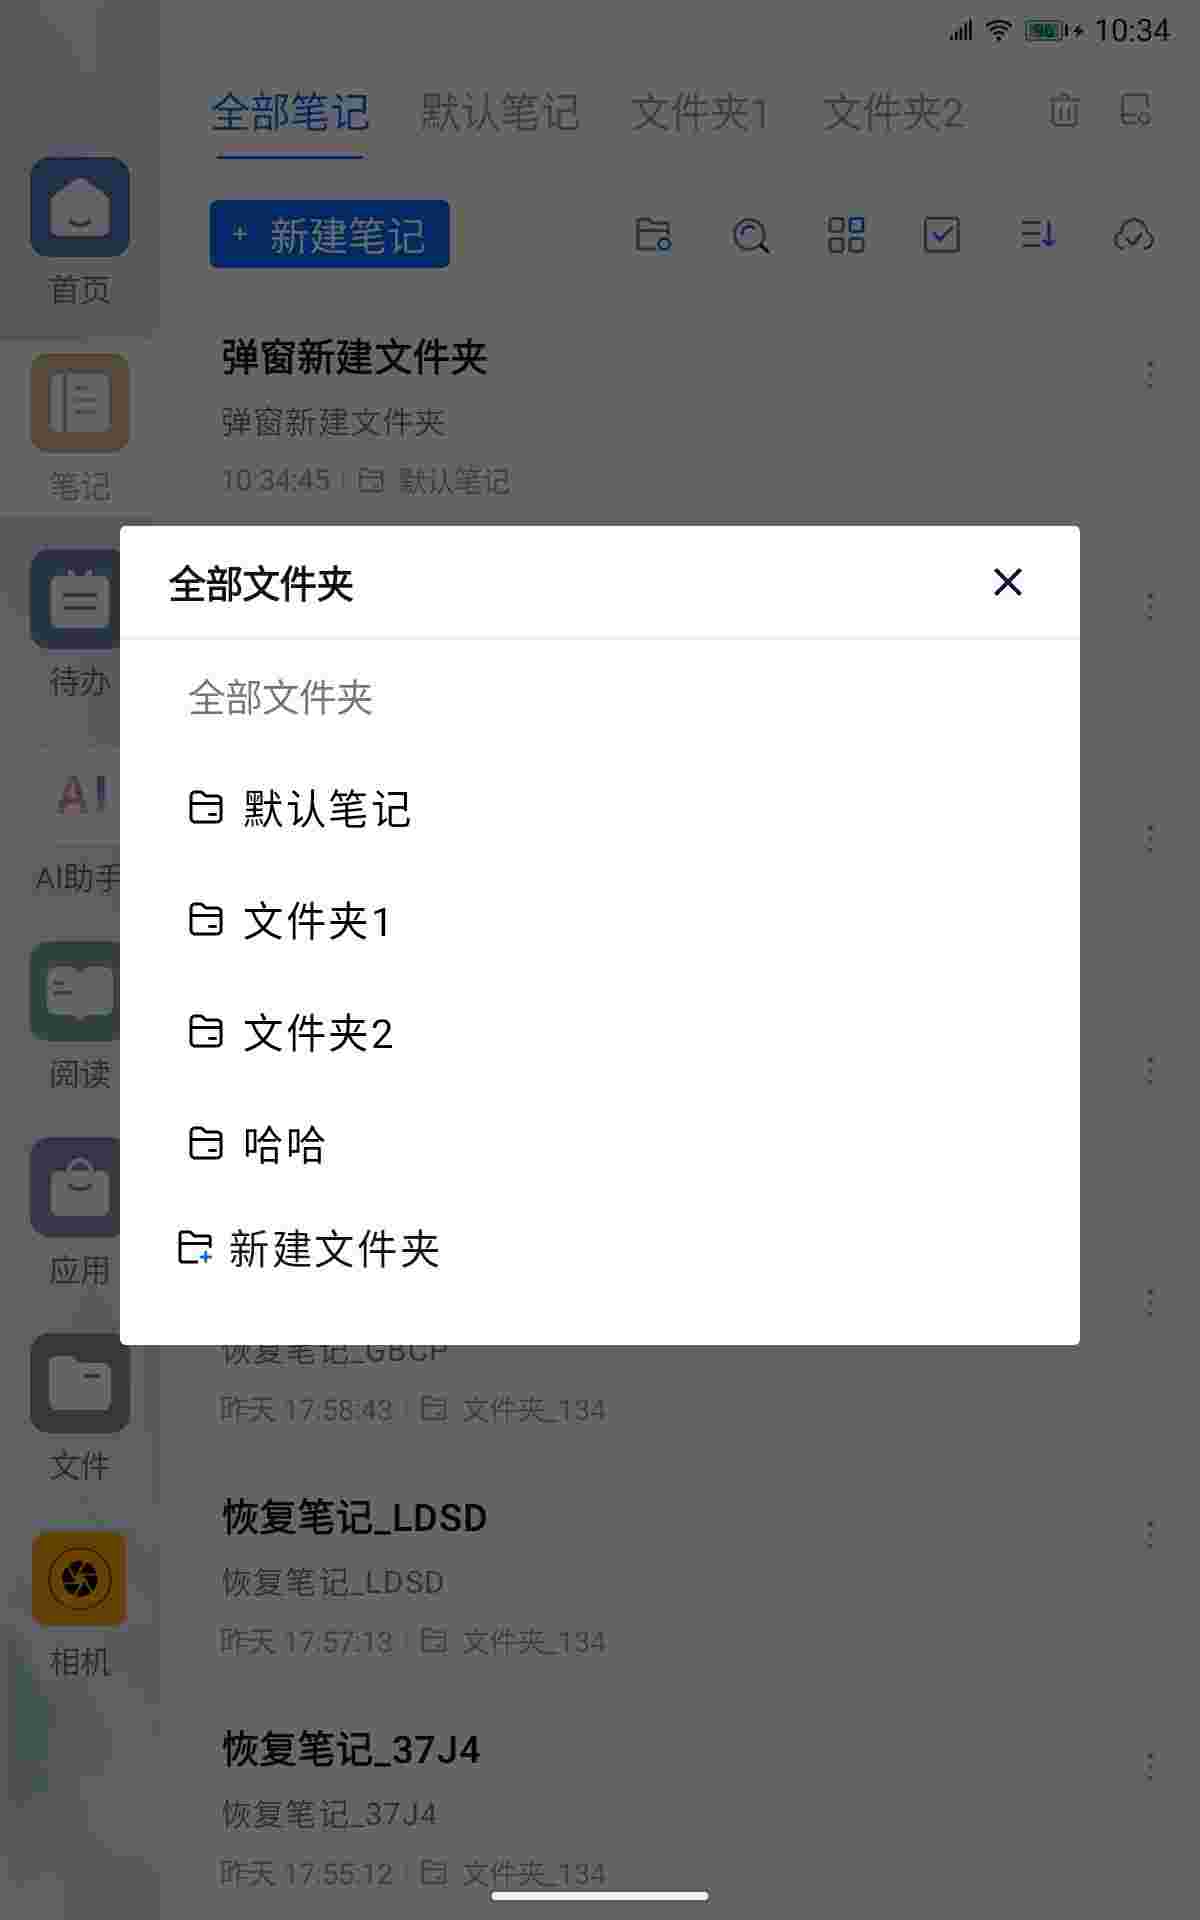 96 10:34
全部笔记 默认笔记 文件夹1 文件夹2
+ 新建笔记
首页
笔记
待办
AI
AI助手
阅读
应用
文件
相机
弹窗新建文件夹
弹窗新建文件夹
10:34:45 默认笔记
全部文件夹
全部文件夹
默认笔记
文件夹1
文件夹2
哈哈
新建文件夹
恢复笔记_GBCP
昨天 17:58:43 文件夹_134
恢复笔记_LDSD
恢复笔记_LDSD
昨天 17:57:13 文件夹_134
恢复笔记_37J4
恢复笔记_37J4
昨天 17:55:12 文件夹_134